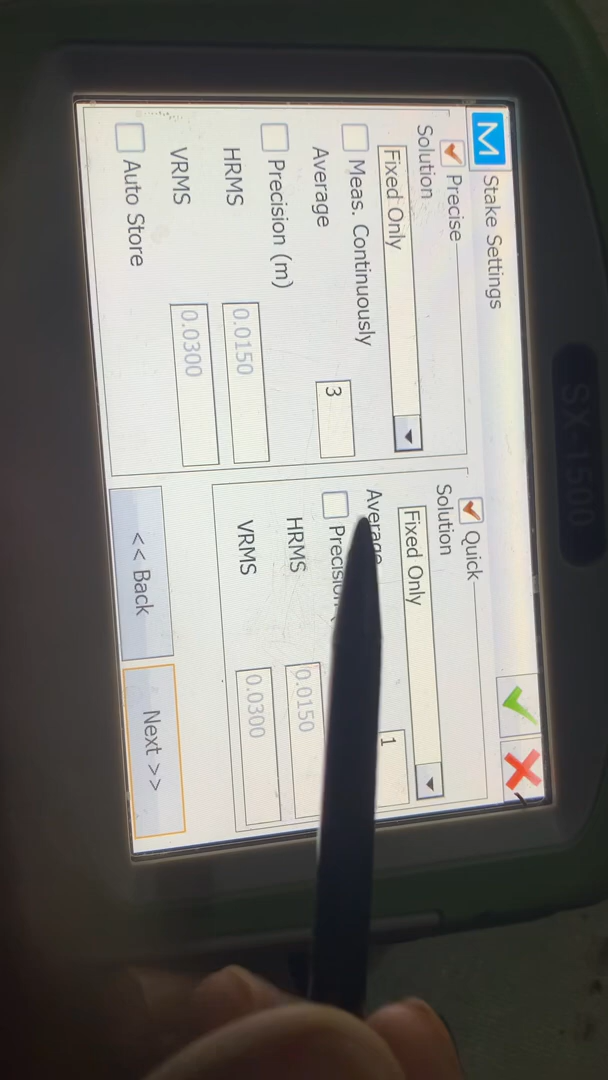 SX-1500
M Stake Settings
Precise
Solution
Fixed Only
Meas. Continuously
Average 3
Precision (m)
HRMS 0.0150
VRMS 0.0300
Auto Store
Quick
Solution
Fixed Only
Average 1
HRMS 0.0150
VRMS 0.0300
<< Back
Next >>